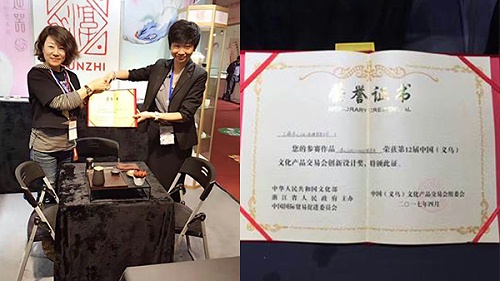 UNZHI
荣誉证书
HONORARY CREDENTIAL
您的参赛作品 荣获第12届中国（义乌）
文化产品交易会创新设计奖，特颁此证。
中华人民共和国文化部
浙江省人民政府 主办
中国国际贸易促进委员会
中国（义乌）文化产品交易会组委会
二〇一七年四月